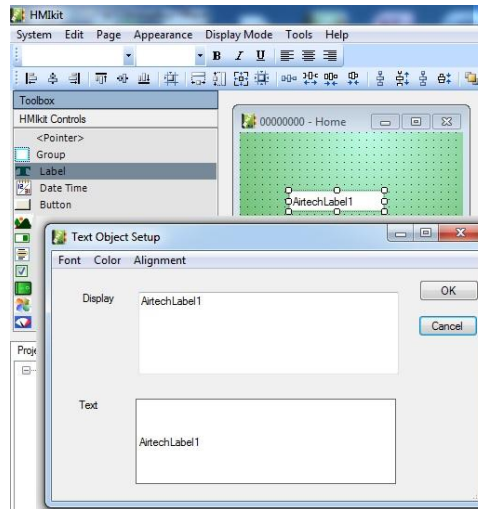 HMIkit
System Edit Page Appearance Display Mode Tools Help
B I U
Toolbox
HMIkit Controls
<Pointer>
Group
Label
Date Time
Button
00000000 - Home
AirtechLabel1
Text Object Setup
Font Color Alignment
Display
AirtechLabel1
OK
Cancel
Text
AirtechLabel1
Proje